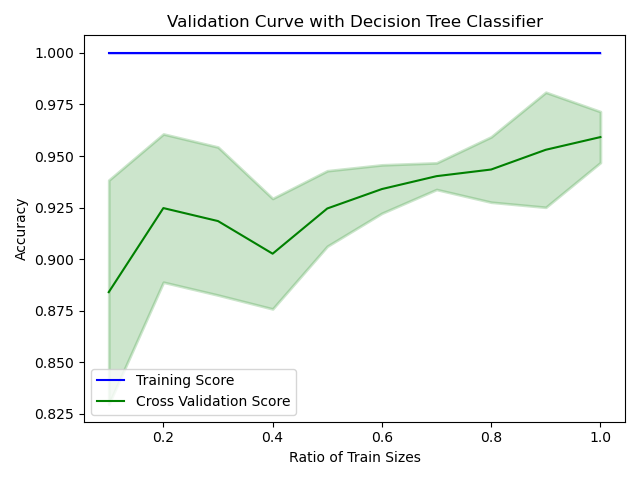 Validation Curve with Decision Tree Classifier
1.000
0.975
0.950
0.925
0.900
0.875
0.850
0.825
Accuracy
Training Score
Cross Validation Score
0.2 0.4 0.6 0.8 1.0
Ratio of Train Sizes